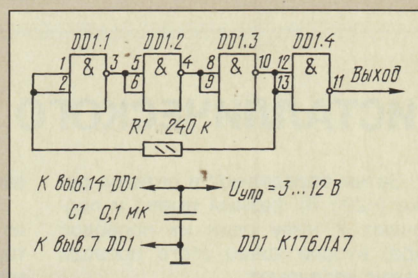 DD1.1 DD1.2 DD1.3 DD1.4
1 & 3 5 & 4 8 & 10 12 & 11 Выход
2 6 9 13
R1 240 к
К выв.14 DD1 Uупр = 3...12 В
С1 0,1 мк
К выв.7 DD1 DD1 К176ЛА7